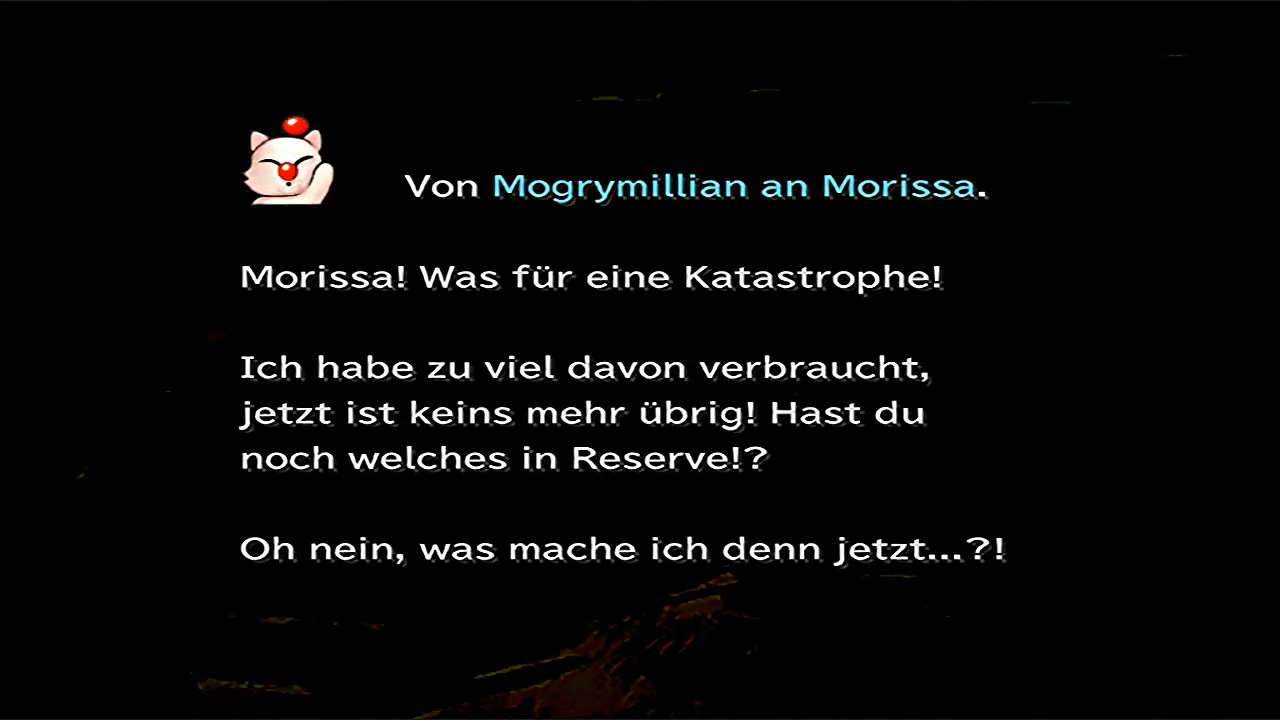 Von Mogrymillian an Morissa.
Morissa! Was für eine Katastrophe!
Ich habe zu viel davon verbraucht,
jetzt ist keins mehr übrig! Hast du
noch welches in Reserve!?
Oh nein, was mache ich denn jetzt...?!